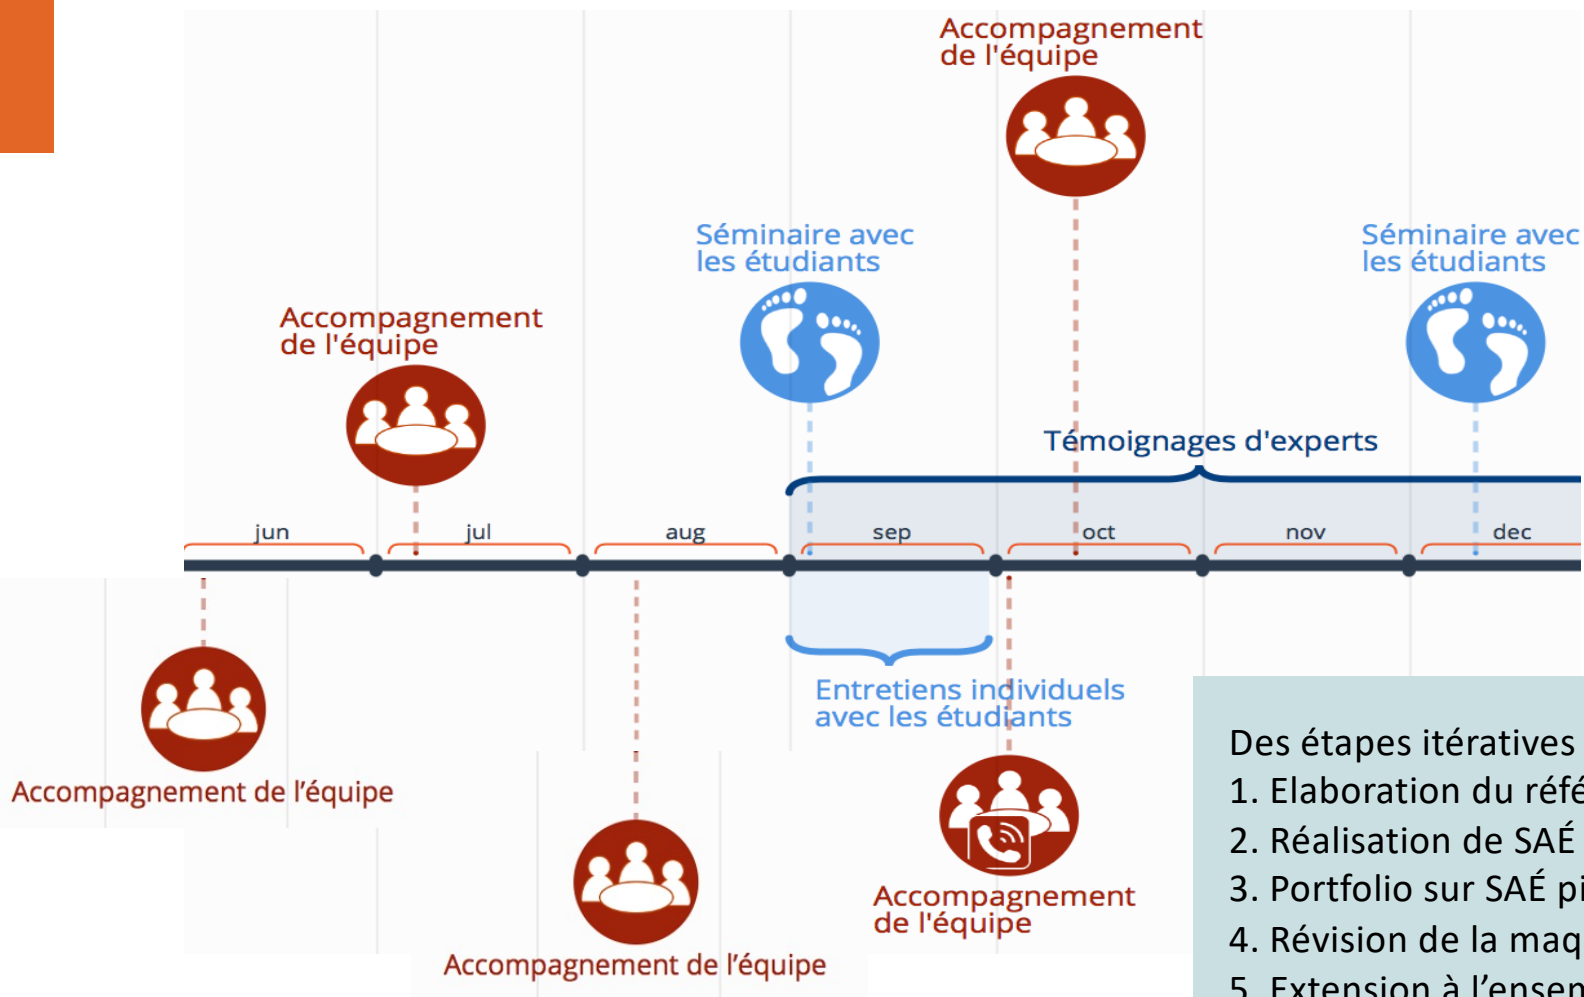 Accompagnement
de l'équipe
Séminaire avec
les étudiants
Séminaire avec
les étudiants
Accompagnement
de l'équipe
Témoignages d'experts
jun
jul
aug
sep
oct
nov
dec
Entretiens individuels
avec les étudiants
Accompagnement de l’équipe
Accompagnement
de l'équipe
Accompagnement de l’équipe
Des étapes itératives
1. Elaboration du
2. Réalisation de SAÉ
3. Portfolio sur SAÉ
4. Révision de la
5. Extension à